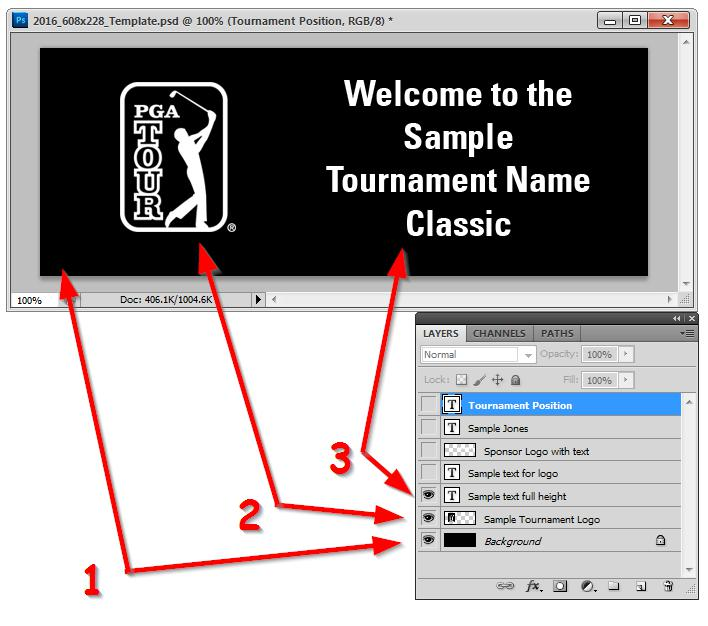 2016_608x228_Template.psd @ 100% (Tournament Position, RGB/8) *
PGA
TOUR
®
Welcome to the
Sample
Tournament Name
Classic
100%
Doc: 406.1K/1004.6K
LAYERS CHANNELS PATHS
Normal Opacity: 100%
Lock: Fill: 100%
T Tournament Position
T Sample Jones
Sponsor Logo with text
T Sample text for logo
T Sample text full height
Sample Tournament Logo
Background
fx
1
2
3